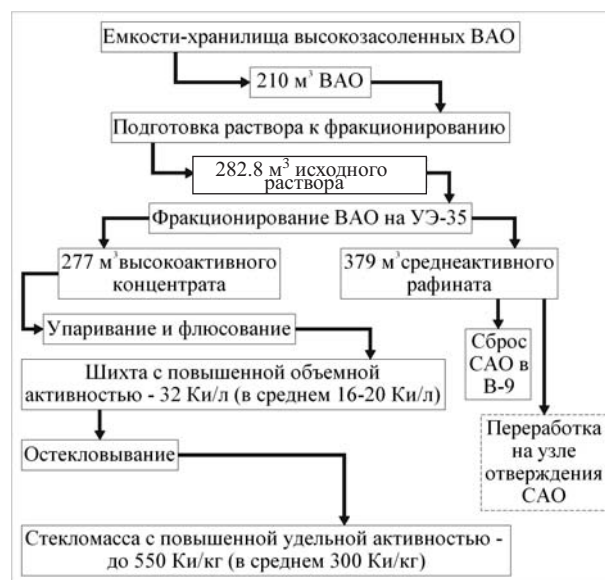 Емкости-хранилища высокозасоленных ВАО
210 м³ ВАО
Подготовка раствора к фракционированию
282.8 м³ исходного
раствора
Фракционирование ВАО на УЭ-35
277 м³высокоактивного
концентрата
379 м³среднеактивного
рафината
Упаривание и флюсование
Сброс
САО в
В-9
Шихта с повышенной объемной
активностью - 32 Ки/л (в среднем 16-20 Ки/л)
Переработка
на узле
отверждения
САО
Остекловывание
Стекломасса с повышенной удельной активностью -
до 550 Ки/кг (в среднем 300 Ки/кг)